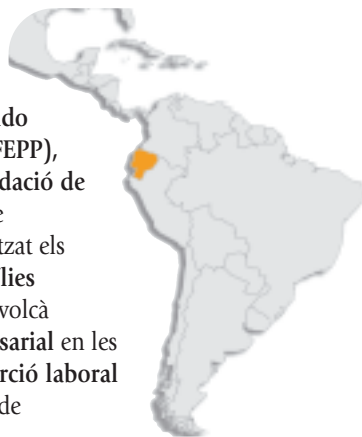 do
FEPP),
dació de
e
tzat els
lies
volcà
sarial en les
rció laboral
de